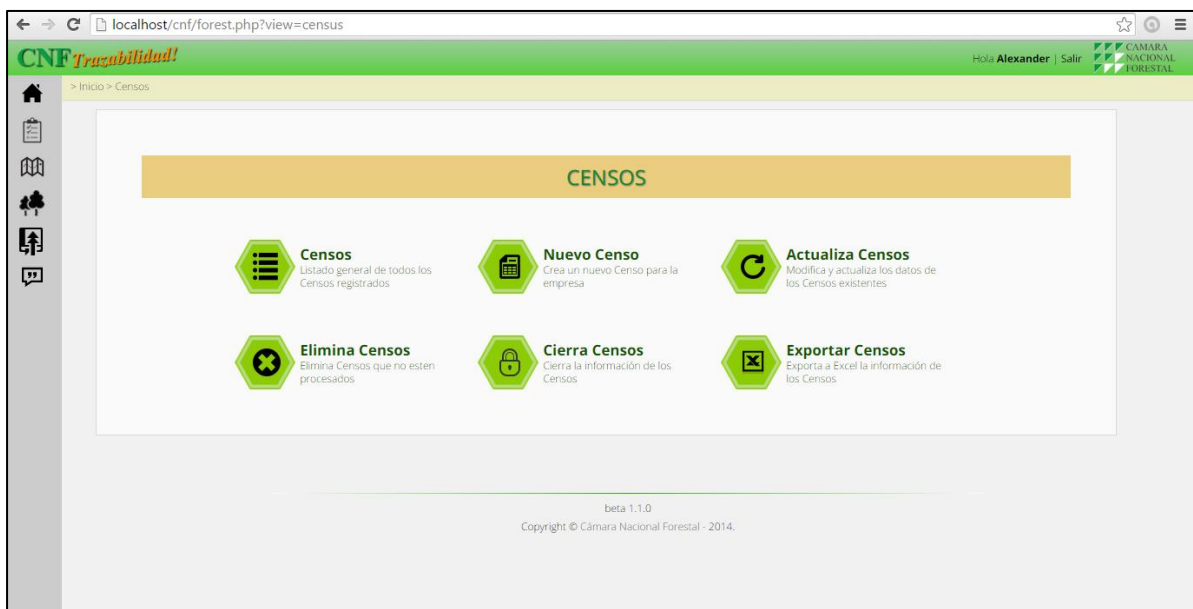 localhost/cnf/forest.php?view=census
CNF Trazabilidad!
Hola Alexander | Salir
CAMARA
NACIONAL
FORESTAL
> Inicio > Censos
CENSOS
Censos
Listado general de todos los
Censos registrados
Nuevo Censo
Crea un nuevo Censo para la
empresa
Actualiza Censos
Modifica y actualiza los datos de
los Censos existentes
Elimina Censos
Elimina Censos que no esten
procesados
Cierra Censos
Cierra la información de los
Censos
Exportar Censos
Exporta a Excel la información de
los Censos
beta 1.1.0
Copyright © Cámara Nacional Forestal - 2014.